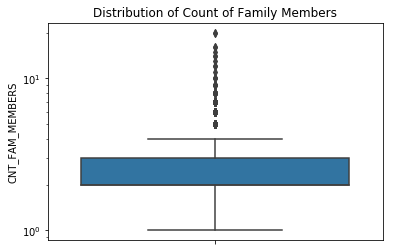 Distribution of Count of Family Members
10¹
CNT_FAM_MEMBERS
10⁰